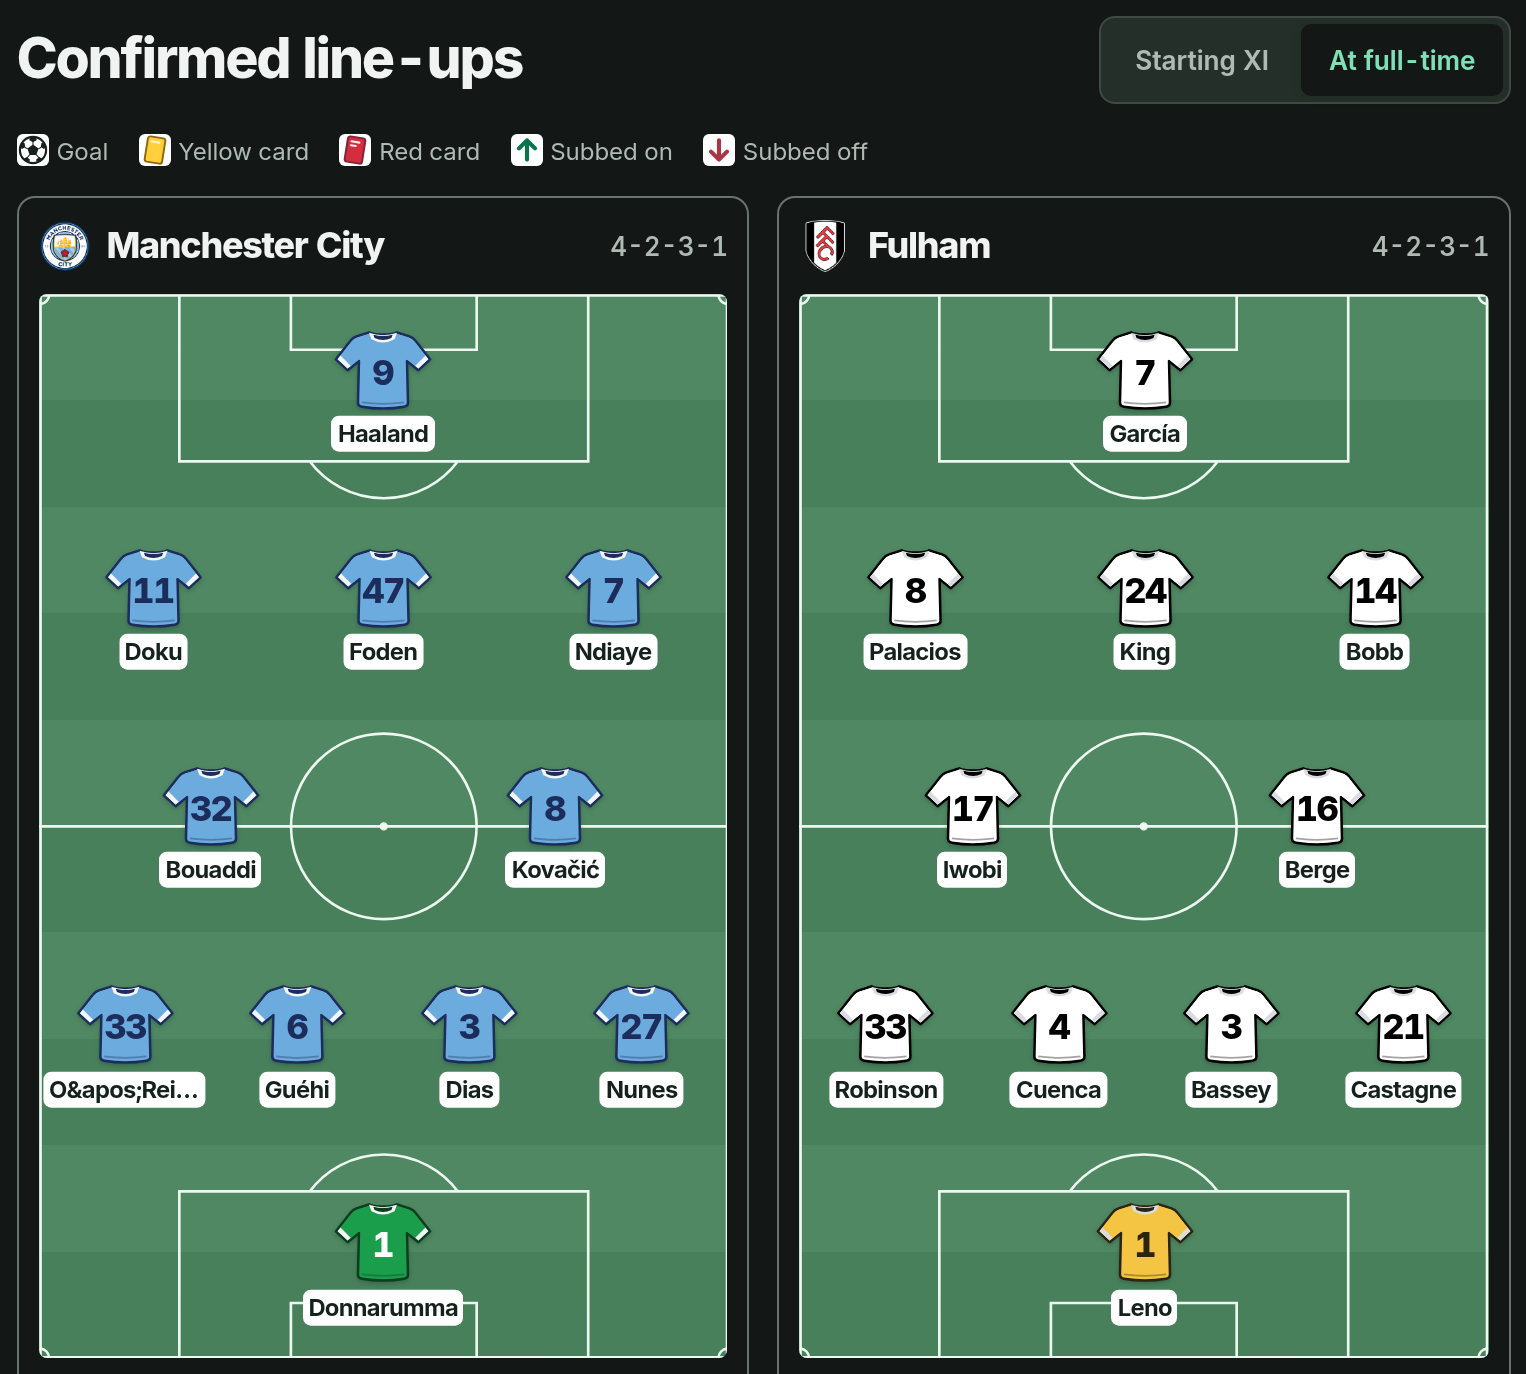 Confirmed line-ups
Starting XI
At full-time
Goal
Yellow card
Red card
Subbed on
Subbed off
MANCHESTER
CITY
Manchester City
4-2-3-1
9
Haaland
11
47
7
Doku
Foden
Ndiaye
32
8
Bouaddi
Kovačić
33
6
3
27
O&apos;Rei...
Guéhi
Dias
Nunes
1
Donnarumma
Fulham
4-2-3-1
7
García
8
24
14
Palacios
King
Bobb
17
16
Iwobi
Berge
33
4
3
21
Robinson
Cuenca
Bassey
Castagne
1
Leno